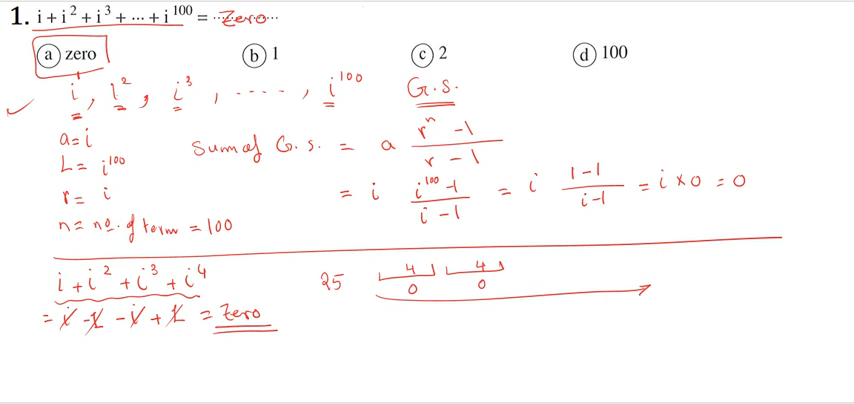 1. i + i² + i³ + ... + i¹⁰⁰ = ........ Zero ...
(a) zero (b) 1 (c) 2 (d) 100
i, i², i³, ....., i¹⁰⁰ G.S.
a = i
L = i¹⁰⁰
r = i
n = no. of term = 100
Sum of G.S. = a (rⁿ - 1)/(r - 1)
= i (i¹⁰⁰ - 1)/(i - 1) = i (1 - 1)/(i - 1) = i × 0 = 0
i + i² + i³ + i⁴
= i - 1 - i + 1 = Zero
25 4 4
0 0